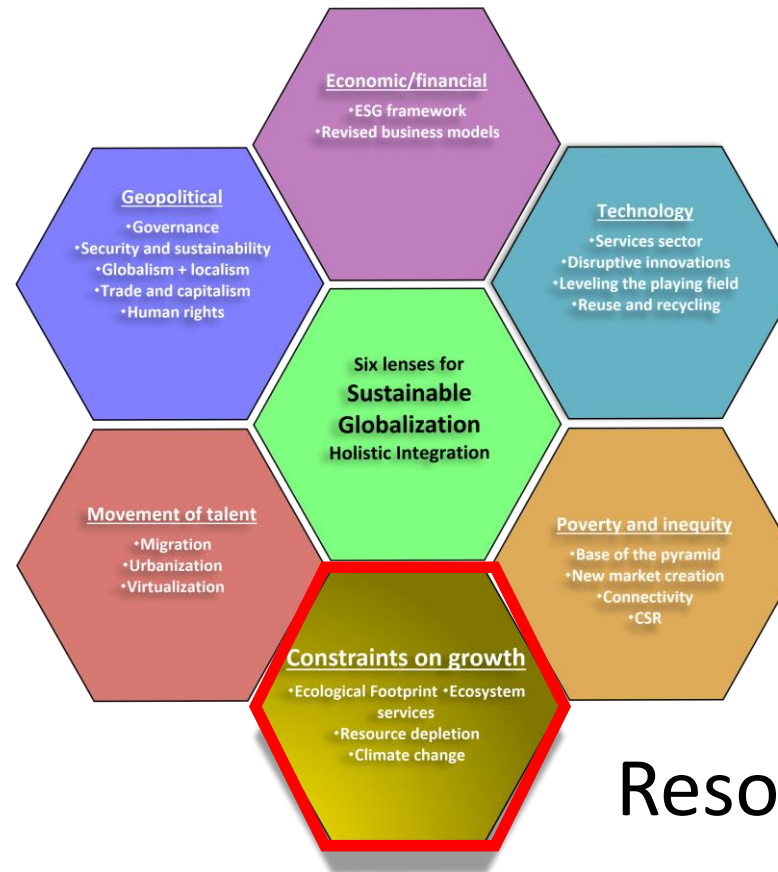 Economic/financial
•ESG framework
•Revised business models
Geopolitical
•Governance
•Security and sustainability
•Globalism + localism
•Trade and capitalism
•Human rights
Technology
•Services sector
•Disruptive innovations
•Leveling the playing field
•Reuse and recycling
Six lenses for
Sustainable
Globalization
Holistic Integration
Movement of talent
•Migration
•Urbanization
•Virtualization
Poverty and inequity
•Base of the pyramid
•New market creation
•Connectivity
•CSR
Constraints on growth
•Ecological Footprint •Ecosystem
services
•Resource depletion
•Climate change
Reso